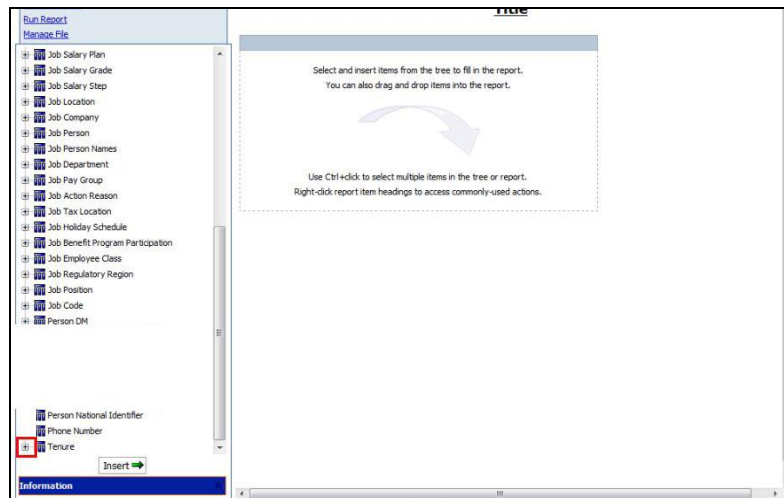 Title
Run Report
Manage File
Job Salary Plan
Job Salary Grade
Job Salary Step
Job Location
Job Company
Job Person
Job Person Names
Job Department
Job Pay Group
Job Action Reason
Job Tax Location
Job Holiday Schedule
Job Benefit Program Participation
Job Employee Class
Job Regulatory Region
Job Position
Job Code
Person DM
Person National Identifier
Phone Number
Tenure
Insert
Information
Select and insert items from the tree to fill in the report.
You can also drag and drop items into the report.
Use Ctrl+click to select multiple items in the tree or report.
Right-click report item headings to access commonly-used actions.